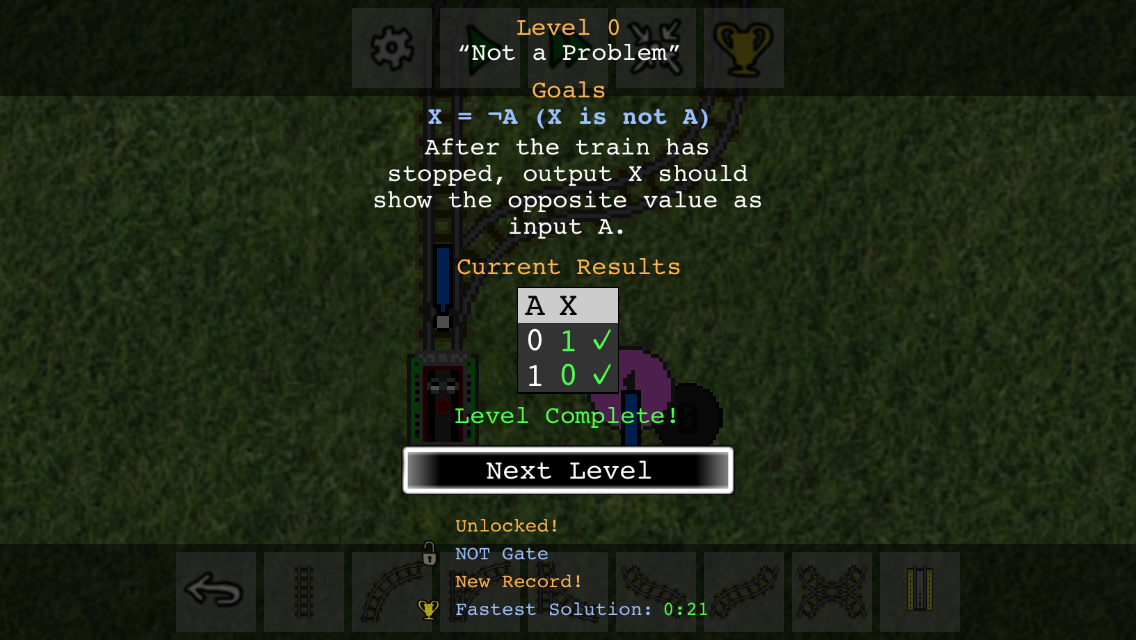 Level 0
“Not a Problem”
Goals
X = ¬A (X is not A)
After the train has
stopped, output X should
show the opposite value as
input A.
Current Results
A X
0 1 ✓
1 0 ✓
Level Complete!
Next Level
Unlocked!
NOT Gate
New Record!
Fastest Solution: 0:21